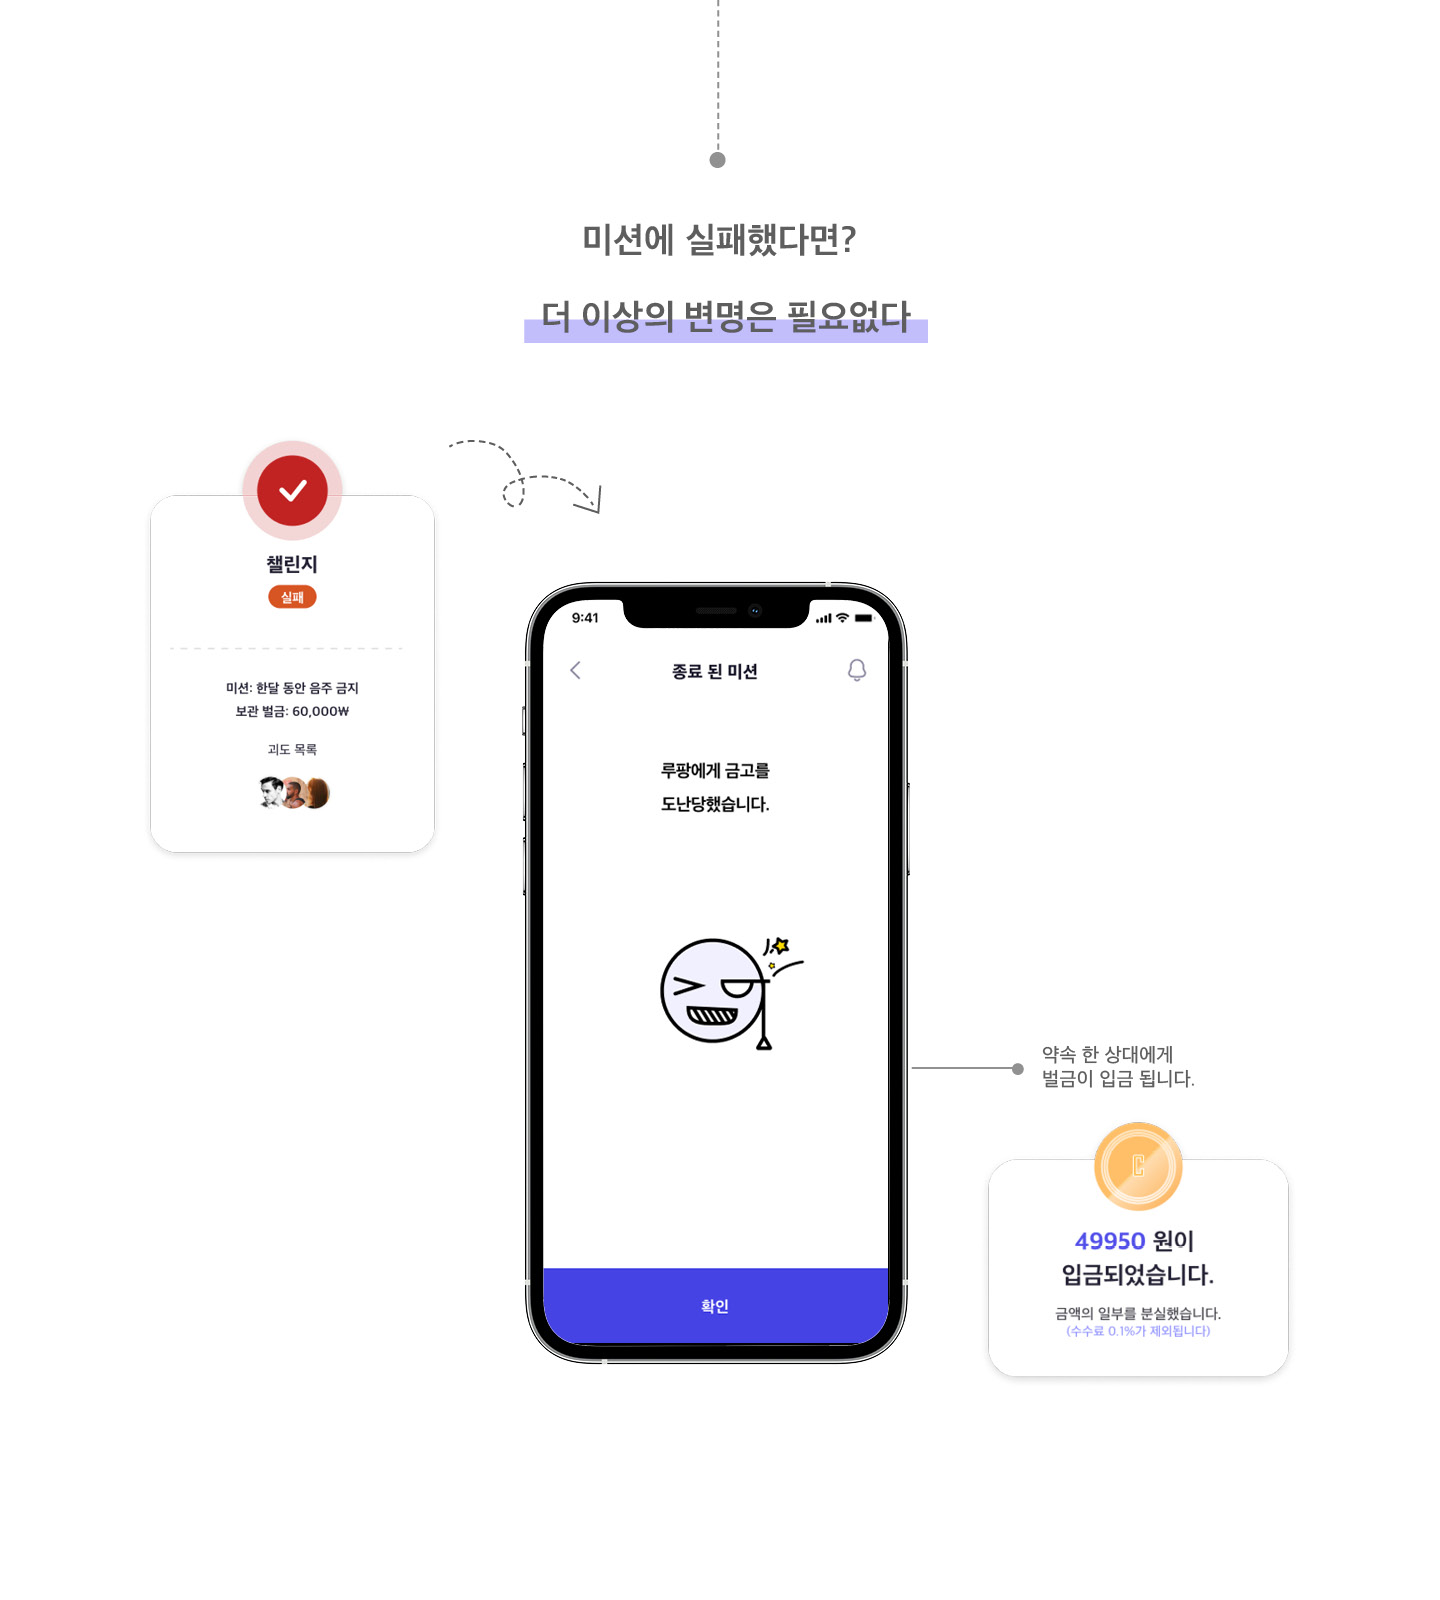 미션에 실패했다면?
더 이상의 변명은 필요없다
챌린지
실패
미션: 한달 동안 음주 금지
보관 벌금: 60,000₩
괴도 목록
9:41
종료 된 미션
루팡에게 금고를
도난당했습니다.
확인
약속 한 상대에게
벌금이 입금 됩니다.
C
49950 원이
입금되었습니다.
금액의 일부를 분실했습니다.
(수수료 0.1%가 제외됩니다)